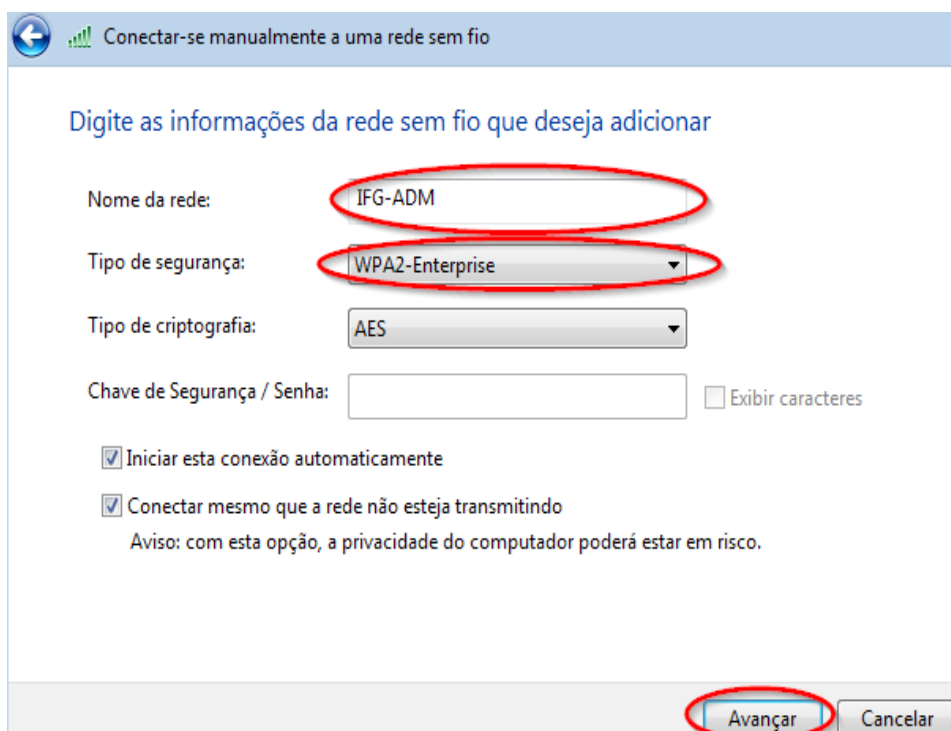 Conectar-se manualmente a uma rede sem fio
Digite as informações da rede sem fio que deseja adicionar
Nome da rede: IFG-ADM
Tipo de segurança: WPA2-Enterprise
Tipo de criptografia: AES
Chave de Segurança / Senha: Exibir caracteres
Iniciar esta conexão automaticamente
Conectar mesmo que a rede não esteja transmitindo
Aviso: com esta opção, a privacidade do computador poderá estar em risco.
Avançar Cancelar